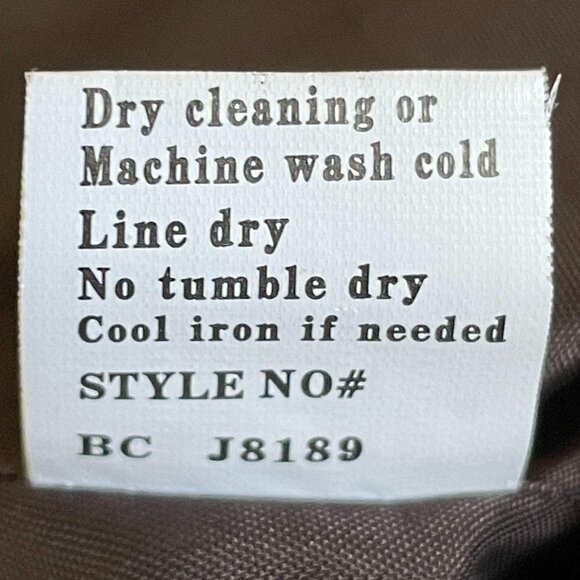 Dry cleaning or
Machine wash cold
Line dry
No tumble dry
Cool iron if needed
STYLE NO#
BC J8189